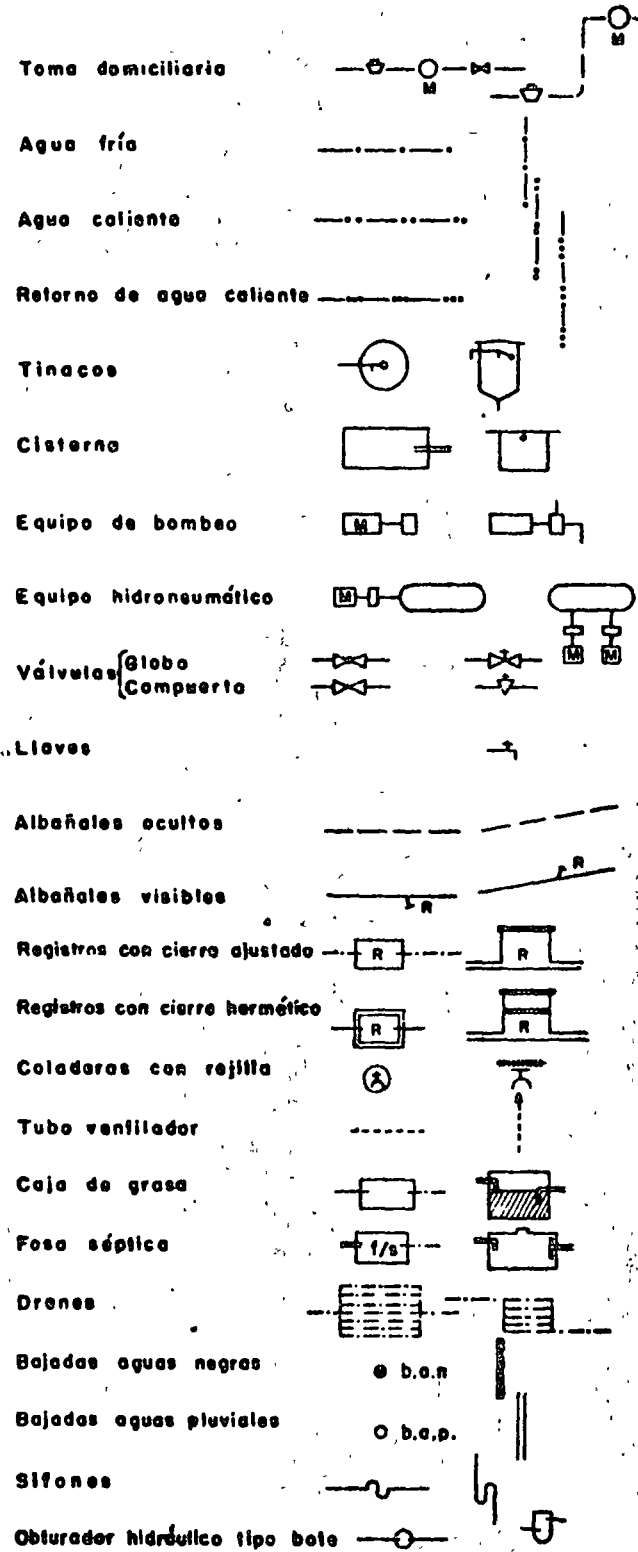 M
Toma domiciliaria
M
Agua fría
Agua caliente
Retorno de agua caliente
Tinacos
Cisterna
Equipo de bombeo M
Equipo hidroneumático M
M M
Válvulas { Globo
Compuerta
Llaves
Albañales ocultos
R
Albañales visibles
R
Registros con cierre ajustado R R
Registros con cierre hermético R R
Coladeras con rejilla
Tubo ventilador
Caja de grasa
Fosa séptica f/s
Drenes
Bajadas aguas negras
b.a.n
Bajadas aguas pluviales
b.a.p.
Sifones
Obturador hidráulico tipo bote